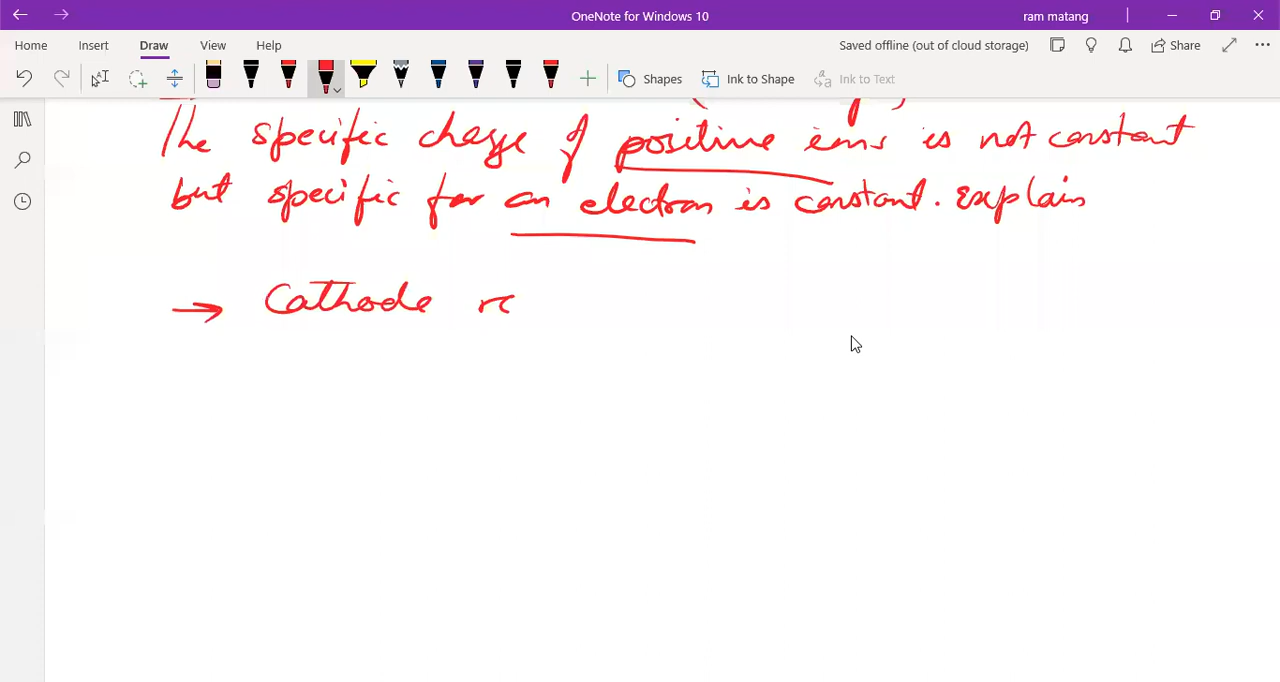 OneNote for Windows 10
ram matang
Home Insert Draw View Help
Saved offline (out of cloud storage)
Share
Shapes
Ink to Shape
Ink to Text
The specific charge of positive ions is not constant
but specific for an electron is constant. explain
→ Cathode